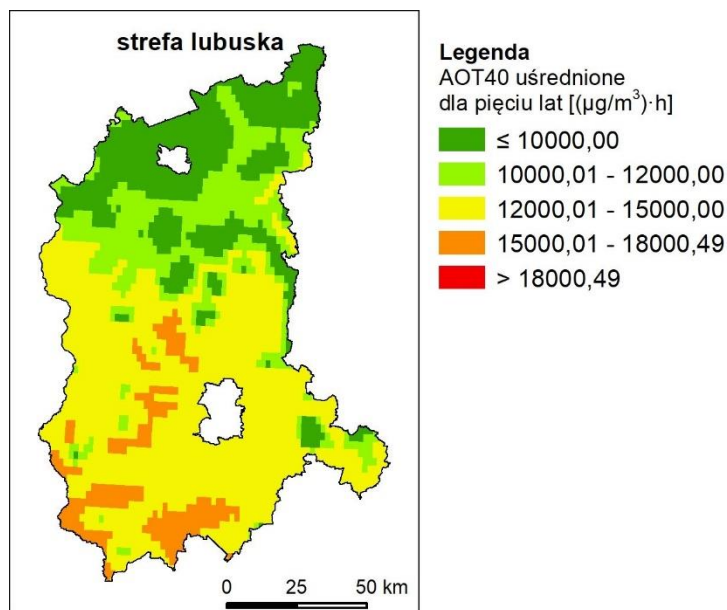 strefa lubuska
Legenda
AOT40 uśrednione
dla pięciu lat [(µg/m³)·h]
≤ 10000,00
10000,01 - 12000,00
12000,01 - 15000,00
15000,01 - 18000,49
> 18000,49
0 25 50 km